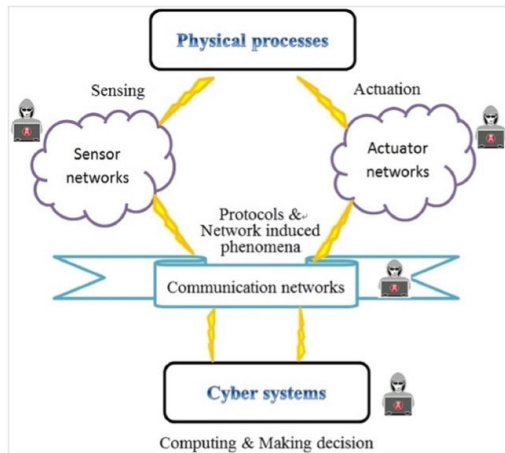 Physical processes
Sensing
Actuation
Sensor
networks
Actuator
networks
Protocols &
Network induced
phenomena
Communication networks
Cyber systems
Computing & Making decision